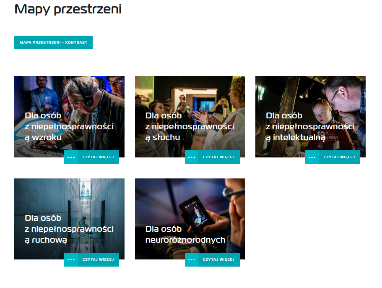 Mapy przestrzeni
MAPY PRZESTRZENI - KONTRAST
Dla osób
z niepełnosprawności
ą wzroku
CZYTAJ WIĘCEJ
Dla osób
z niepełnosprawności
ą słuchu
CZYTAJ WIĘCEJ
Dla osób
z niepełnosprawności
ą intelektualną
CZYTAJ WIĘCEJ
Dla osób
z niepełnosprawności
ą ruchową
CZYTAJ WIĘCEJ
Dla osób
neuroróżnorodnych
CZYTAJ WIĘCEJ